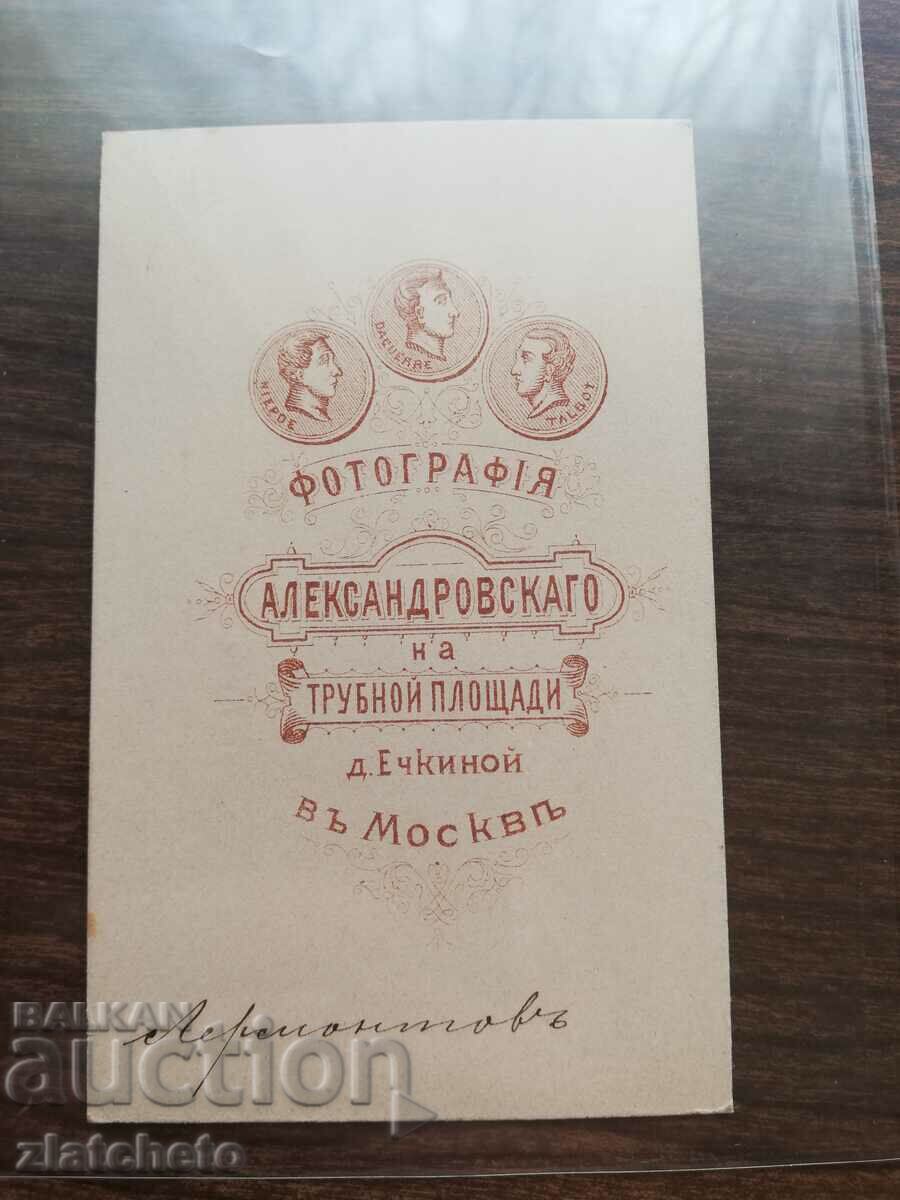 DAGUERRE
NIEPCE
TALBOT
ФОТОГРАФІЯ
АЛЕКСАНДРОВСКАГО
на
ТРУБНОЙ ПЛОЩАДИ
д. Ечкиной
въ Москвѣ
Лермонтовъ
BALKAN
auction
zlatcheto